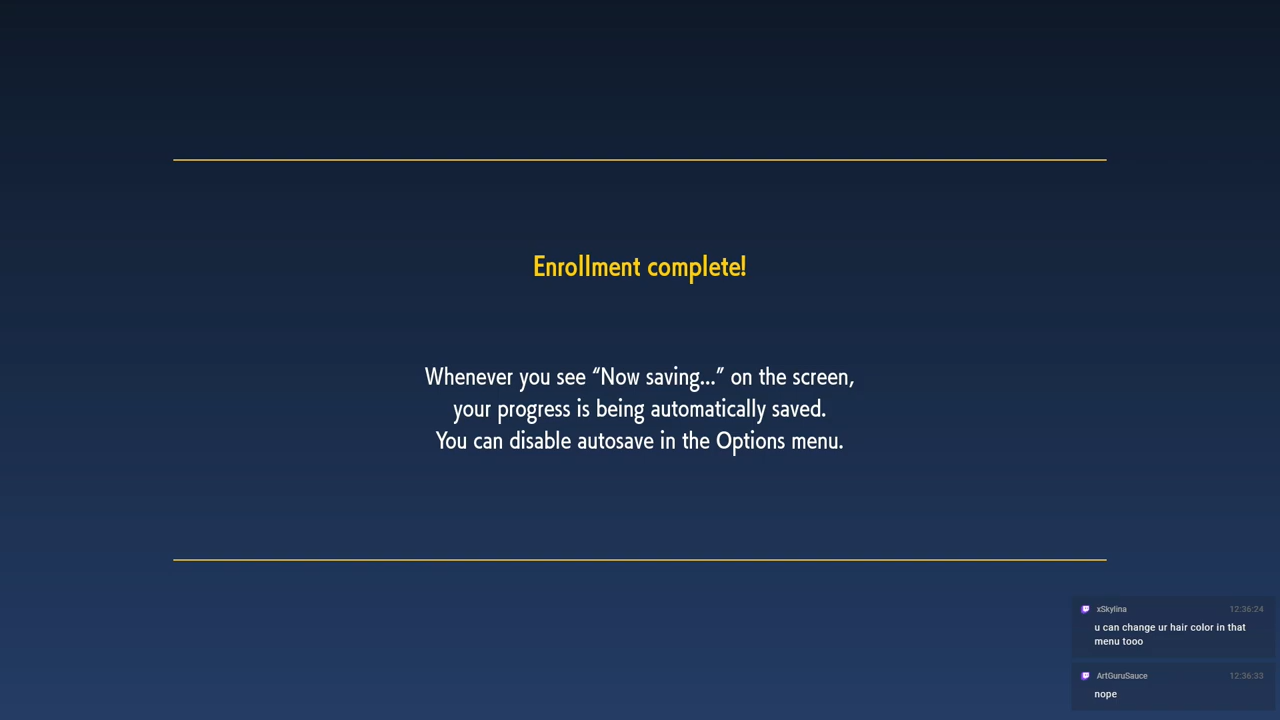 Enrollment complete!
Whenever you see “Now saving...” on the screen,
your progress is being automatically saved.
You can disable autosave in the Options menu.
xSkylina 12:36:24
u can change ur hair color in that
menu tooo
ArtGuruSauce 12:36:33
nope